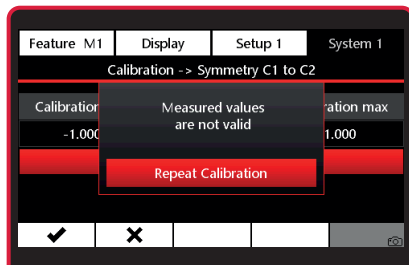 Feature M1 Display Setup 1 System 1
Calibration -> Symmetry C1 to C2
Calibration
Measured values
are not valid
ration max
-1.000
1.000
Repeat Calibration